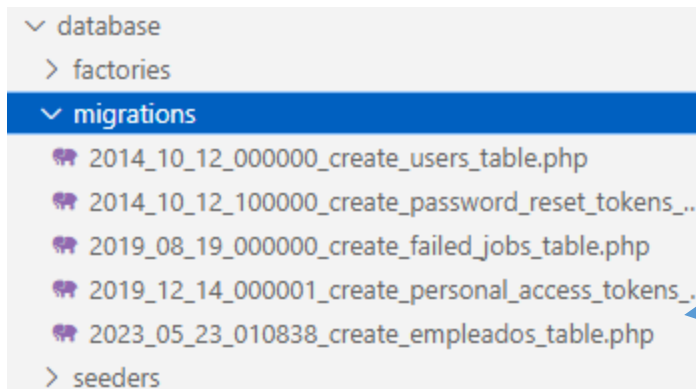 database
factories
migrations
2014_10_12_000000_create_users_table.php
2014_10_12_100000_create_password_reset_tokens_...
2019_08_19_000000_create_failed_jobs_table.php
2019_12_14_000001_create_personal_access_tokens_...
2023_05_23_010838_create_empleados_table.php
seeders